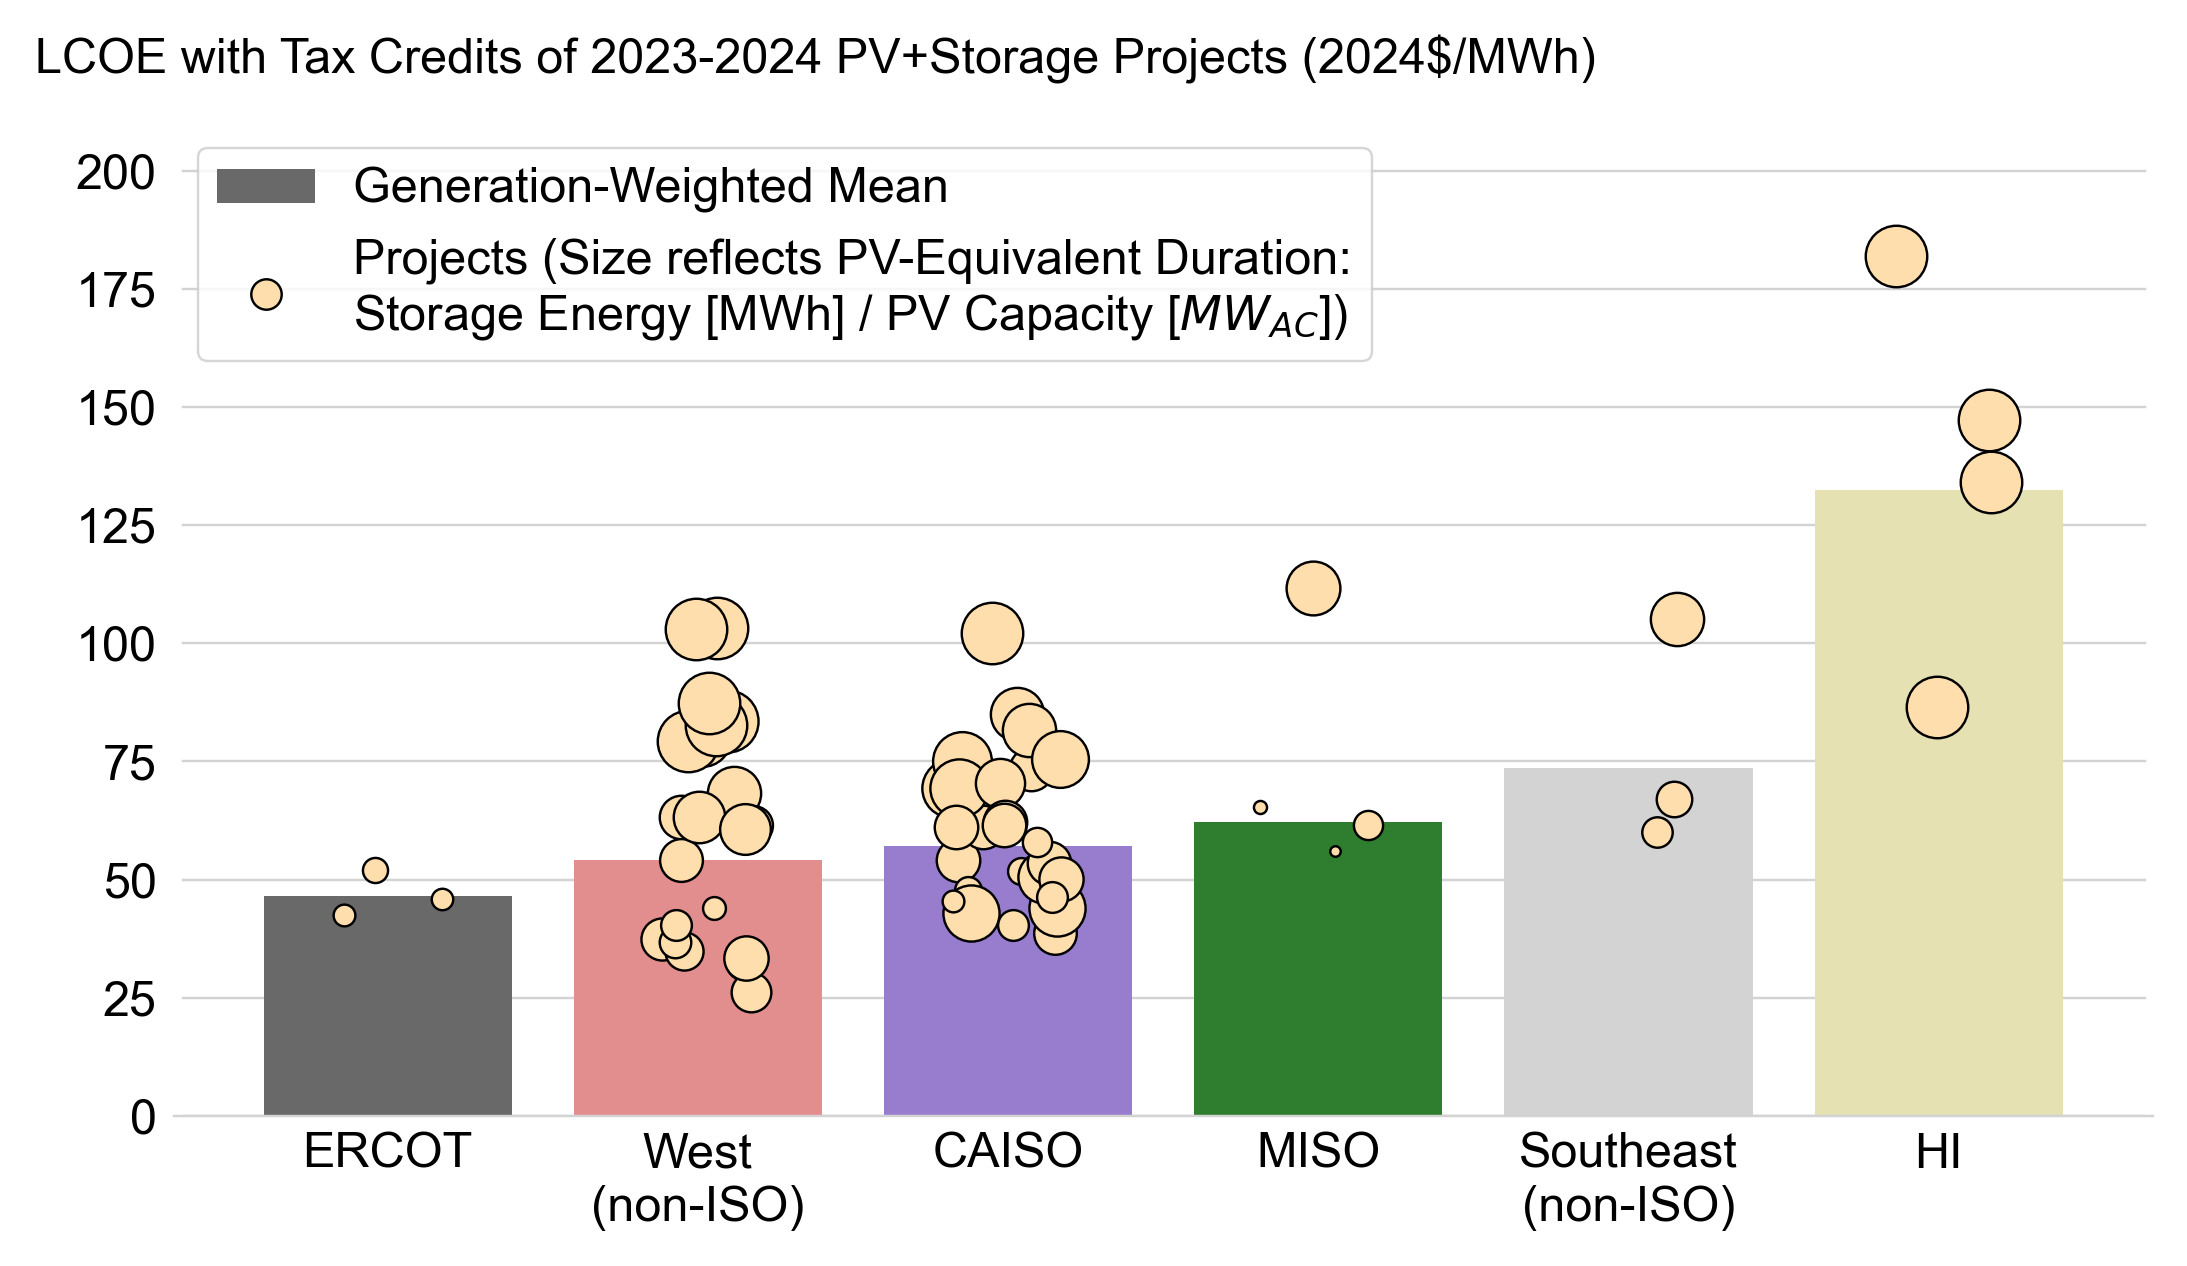 LCOE with Tax Credits of 2023-2024 PV+Storage Projects (2024$/MWh)
Generation-Weighted Mean
Projects (Size reflects PV-Equivalent Duration:
Storage Energy [MWh] / PV Capacity [MW_AC])
200
175
150
125
100
75
50
25
0
ERCOT
West
(non-ISO)
CAISO
MISO
Southeast
(non-ISO)
HI